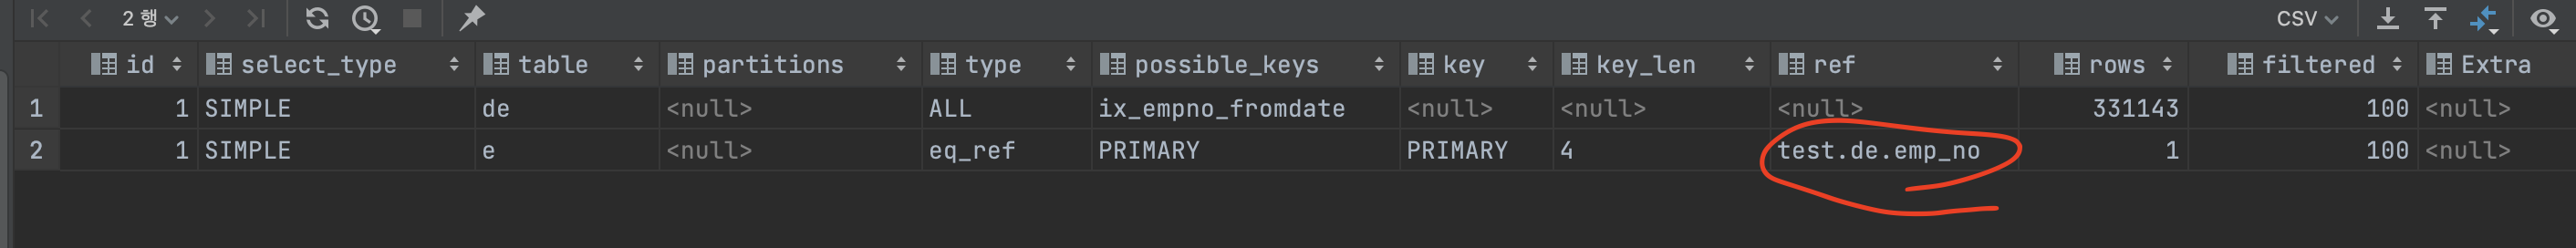 2 행 CSV
id select_type table partitions type possible_keys key key_len ref rows filtered Extra
1 1 SIMPLE de <null> ALL ix_empno_fromdate <null> <null> <null> 331143 100 <null>
2 1 SIMPLE e <null> eq_ref PRIMARY PRIMARY 4 test.de.emp_no 1 100 <null>